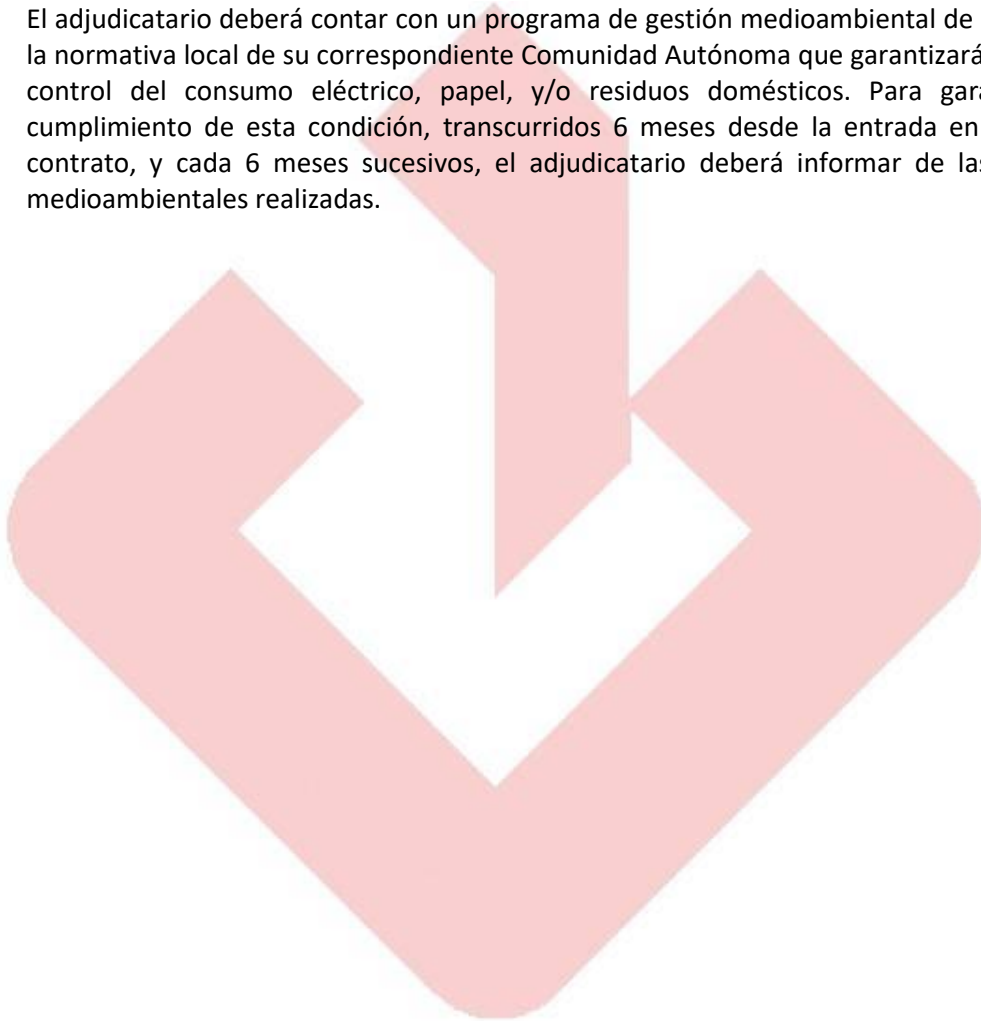 El adjudicatario deberá contar con un programa de gestión medioambiental de
la normativa local de su correspondiente Comunidad Autónoma que garantizará
control del consumo eléctrico, papel, y/o residuos domésticos. Para gara
cumplimiento de esta condición, transcurridos 6 meses desde la entrada en
contrato, y cada 6 meses sucesivos, el adjudicatario deberá informar de las
medioambientales realizadas.